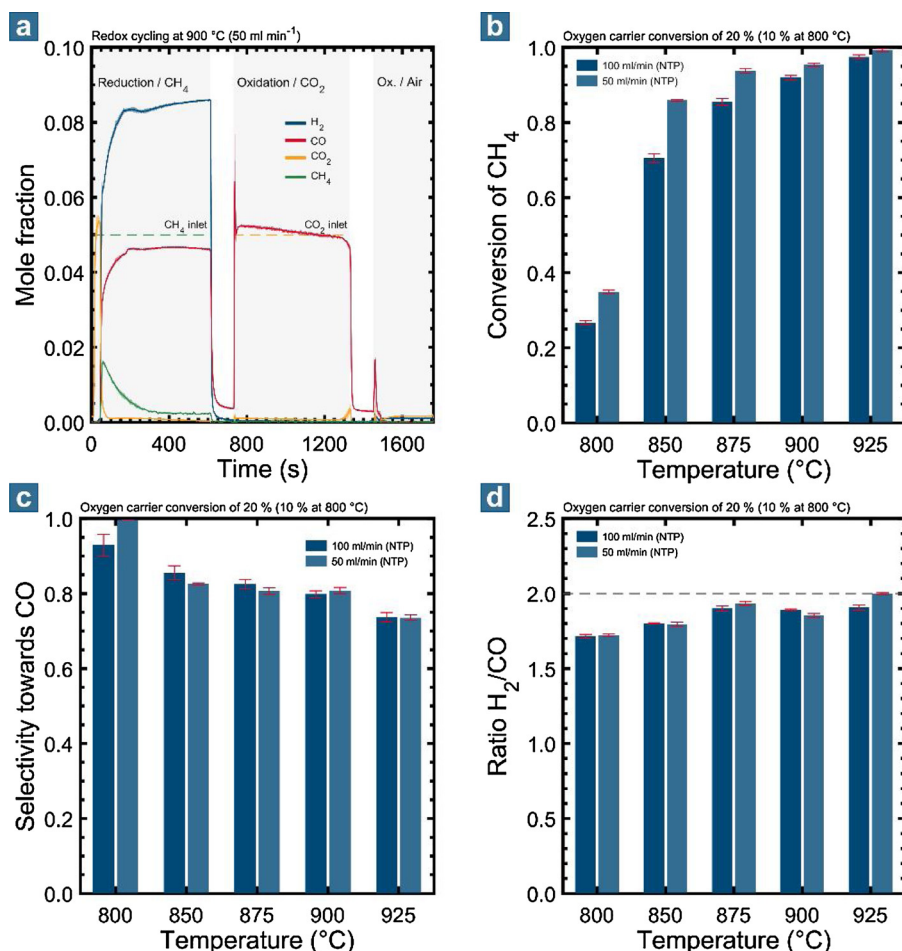 a
Redox cycling at 900 °C (50 ml min⁻¹)
0.10
0.08
0.06
0.04
0.02
0.00
Mole fraction
Reduction / CH₄
Oxidation / CO₂
Ox. / Air
H₂
CO
CO₂
CH₄
CH₄ inlet
CO₂ inlet
0 400 800 1200 1600
Time (s)
b
Oxygen carrier conversion of 20 % (10 % at 800 °C)
1.0
0.8
0.6
0.4
0.2
0.0
Conversion of CH₄
100 ml/min (NTP)
50 ml/min (NTP)
800 850 875 900 925
Temperature (°C)
c
Oxygen carrier conversion of 20 % (10 % at 800 °C)
1.0
0.8
0.6
0.4
0.2
0.0
Selectivity towards CO
100 ml/min (NTP)
50 ml/min (NTP)
800 850 875 900 925
Temperature (°C)
d
Oxygen carrier conversion of 20 % (10 % at 800 °C)
2.5
2.0
1.5
1.0
0.5
0.0
Ratio H₂/CO
100 ml/min (NTP)
50 ml/min (NTP)
800 850 875 900 925
Temperature (°C)